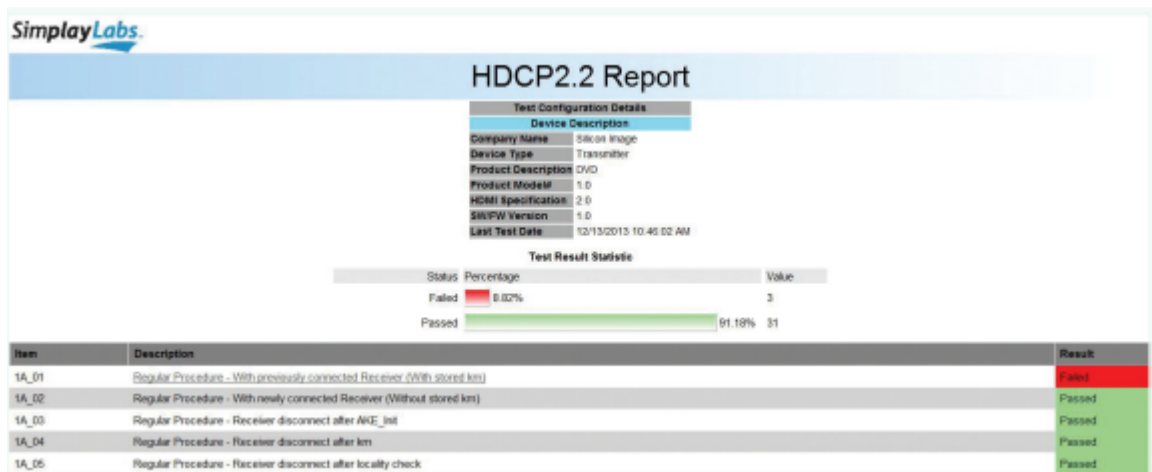 SimplayLabs.
HDCP2.2 Report
Test Configuration Details
Device Description
Company Name Silicon Image
Device Type Transmitter
Product Description DVD
Product Model# 1.0
HDMI Specification 2.0
SW/FW Version 1.0
Last Test Date 12/13/2013 10:46:02 AM
Test Result Statistic
Status Percentage Value
Failed 8.82% 3
Passed 91.18% 31
Item Description Result
1A_01 Regular Procedure - With previously connected Receiver (With stored km) Failed
1A_02 Regular Procedure - With newly connected Receiver (Without stored km) Passed
1A_03 Regular Procedure - Receiver disconnect after AKE_Init Passed
1A_04 Regular Procedure - Receiver disconnect after km Passed
1A_05 Regular Procedure - Receiver disconnect after locality check Passed